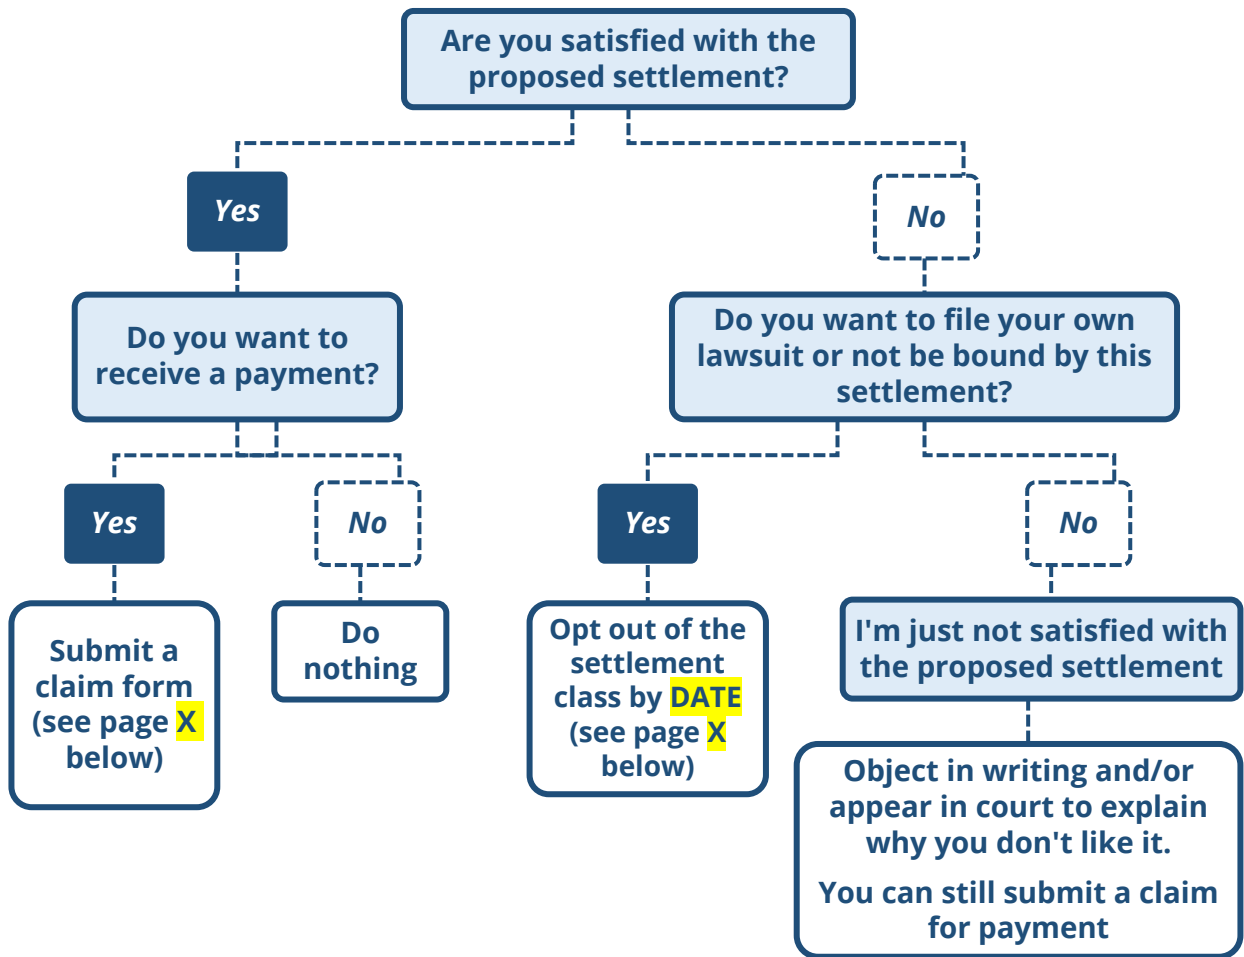 Are you satisfied with the
proposed settlement?
Yes
No
Do you want to
receive a payment?
Do you want to file your own
lawsuit or not be bound by this
settlement?
Yes
No
Yes
No
Submit a
claim form
(see page X
below)
Do
nothing
Opt out of the
settlement
class by DATE
(see page X
below)
I'm just not satisfied with
the proposed settlement
Object in writing and/or
appear in court to explain
why you don't like it.
You can still submit a claim
for payment